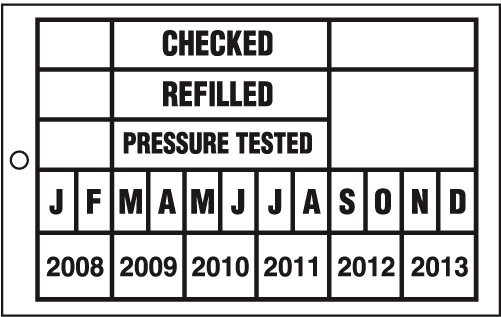 CHECKED
REFILLED
PRESSURE TESTED
J F M A M J J A S O N D
2008 2009 2010 2011 2012 2013